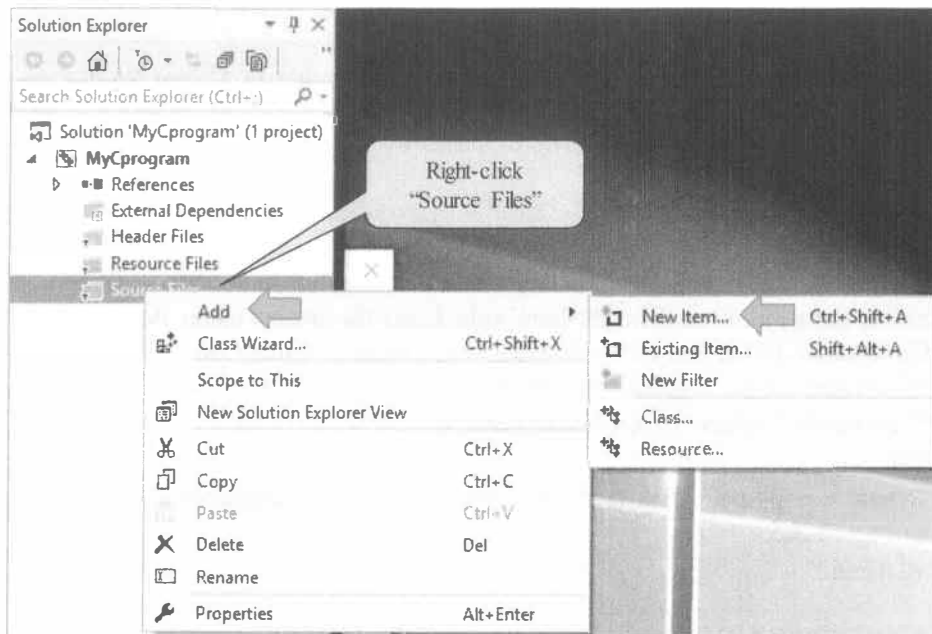 Solution Explorer
Search Solution Explorer (Ctrl+;)
Solution 'MyCprogram' (1 project)
MyCprogram
References
External Dependencies
Header Files
Resource Files
Source Files
Right-click
“Source Files”
Add
Class Wizard... Ctrl+Shift+X
Scope to This
New Solution Explorer View
Cut Ctrl+X
Copy Ctrl+C
Paste Ctrl+V
Delete Del
Rename
Properties Alt+Enter
New Item... Ctrl+Shift+A
Existing Item... Shift+Alt+A
New Filter
Class...
Resource...